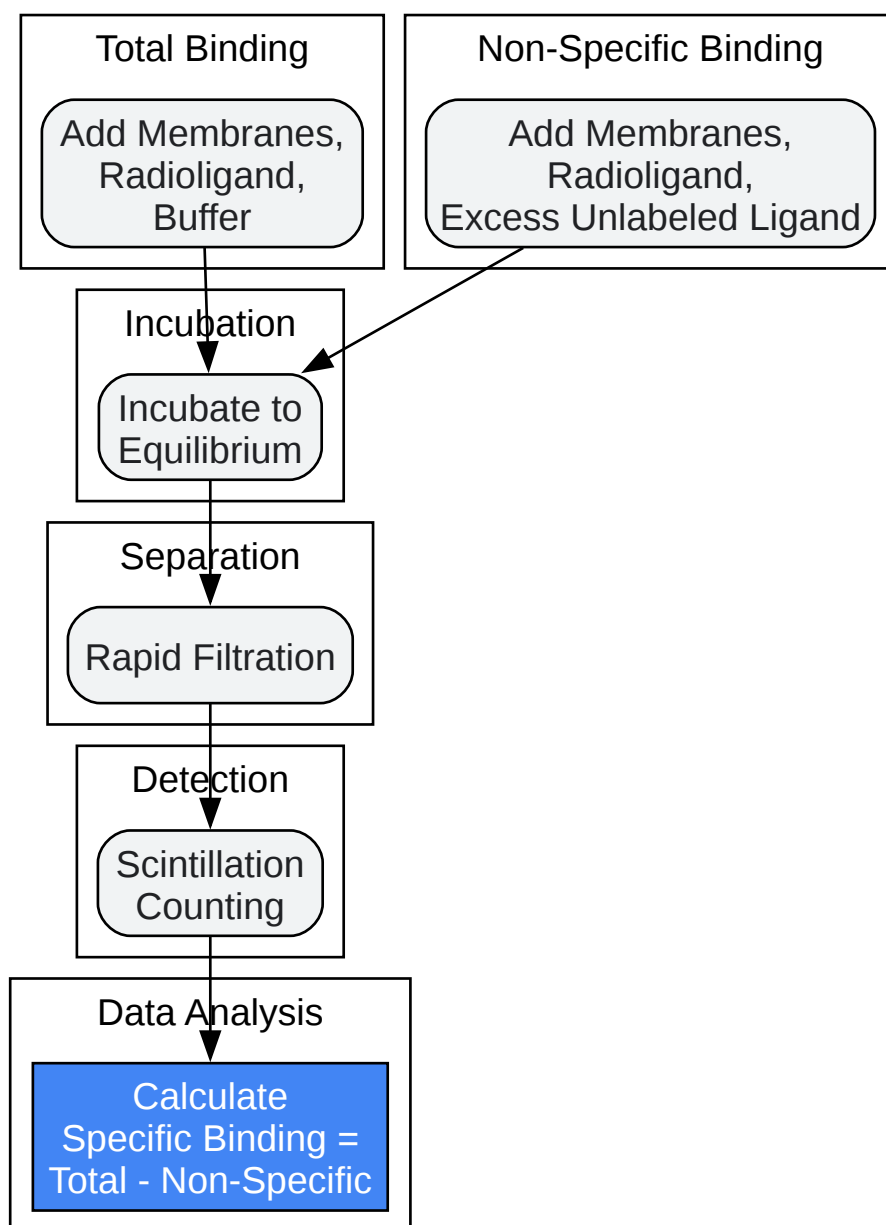 Total Binding
Add Membranes,
Radioligand,
Buffer
Non-Specific Binding
Add Membranes,
Radioligand,
Excess Unlabeled Ligand
Incubation
Incubate to
Equilibrium
Separation
Rapid Filtration
Detection
Scintillation
Counting
Data Analysis
Calculate
Specific Binding =
Total - Non-Specific